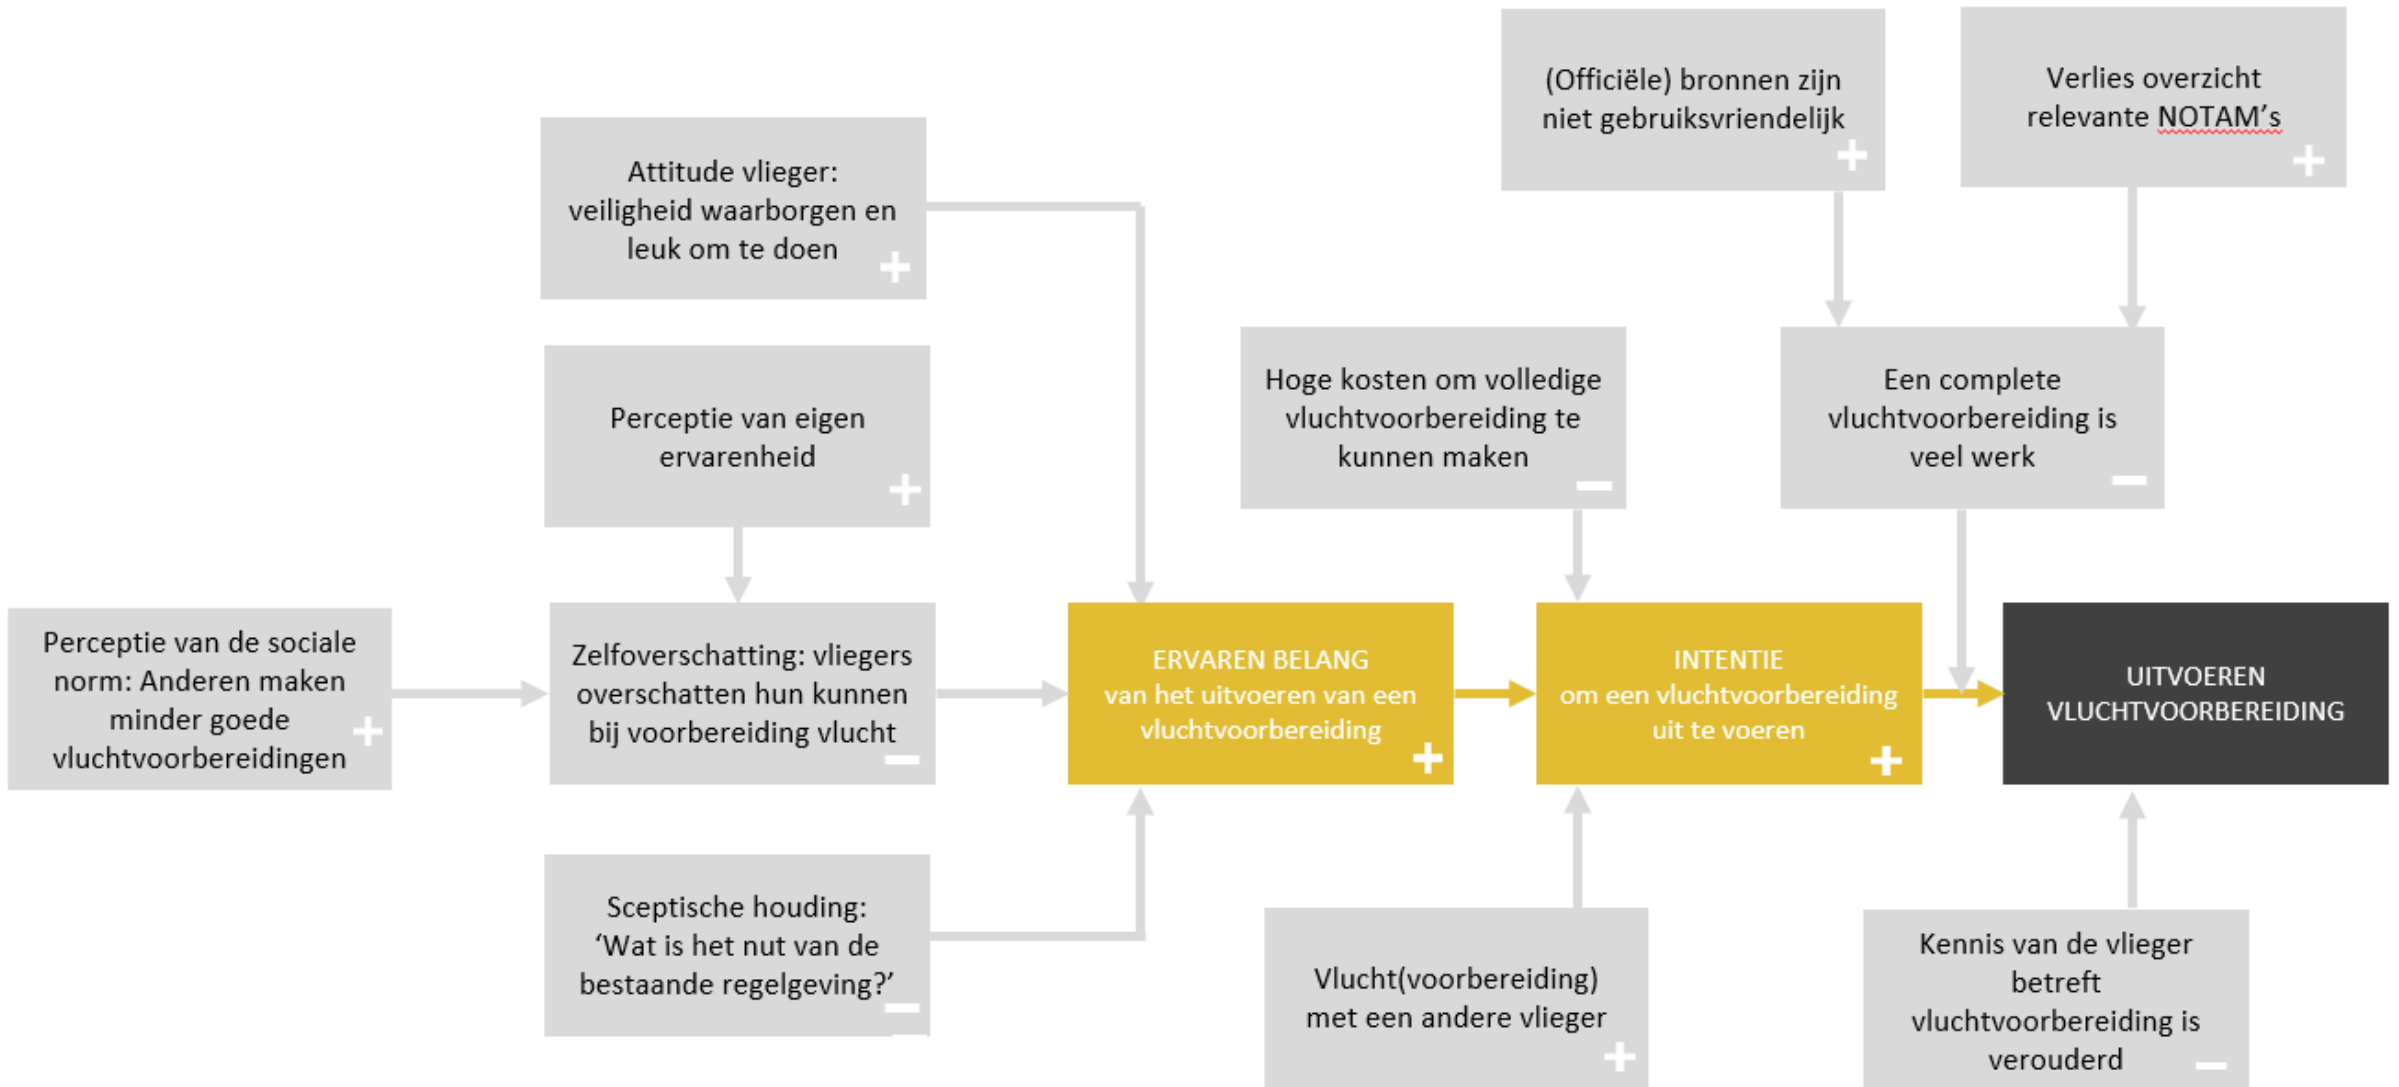 (Officiële) bronnen zijn
niet gebruiksvriendelijk
+
Verlies overzicht
relevante NOTAM’s
+
Attitude vlieger:
veiligheid waarborgen en
leuk om te doen
+
Perceptie van eigen
ervarenheid
+
Hoge kosten om volledige
vluchtvoorbereiding te
kunnen maken
−
Een complete
vluchtvoorbereiding is
veel werk
−
Perceptie van de sociale
norm: Anderen maken
minder goede
vluchtvoorbereidingen
+
Zelfoverschatting: vliegers
overschatten hun kunnen
bij voorbereiding vlucht
−
ERVAREN BELANG
van het uitvoeren van een
vluchtvoorbereiding
+
INTENTIE
om een vluchtvoorbereiding
uit te voeren
+
UITVOEREN
VLUCHTVOORBEREIDING
Sceptische houding:
‘Wat is het nut van de
bestaande regelgeving?’
−
Vlucht(voorbereiding)
met een andere vlieger
+
Kennis van de vlieger
betreft
vluchtvoorbereiding is
verouderd
−